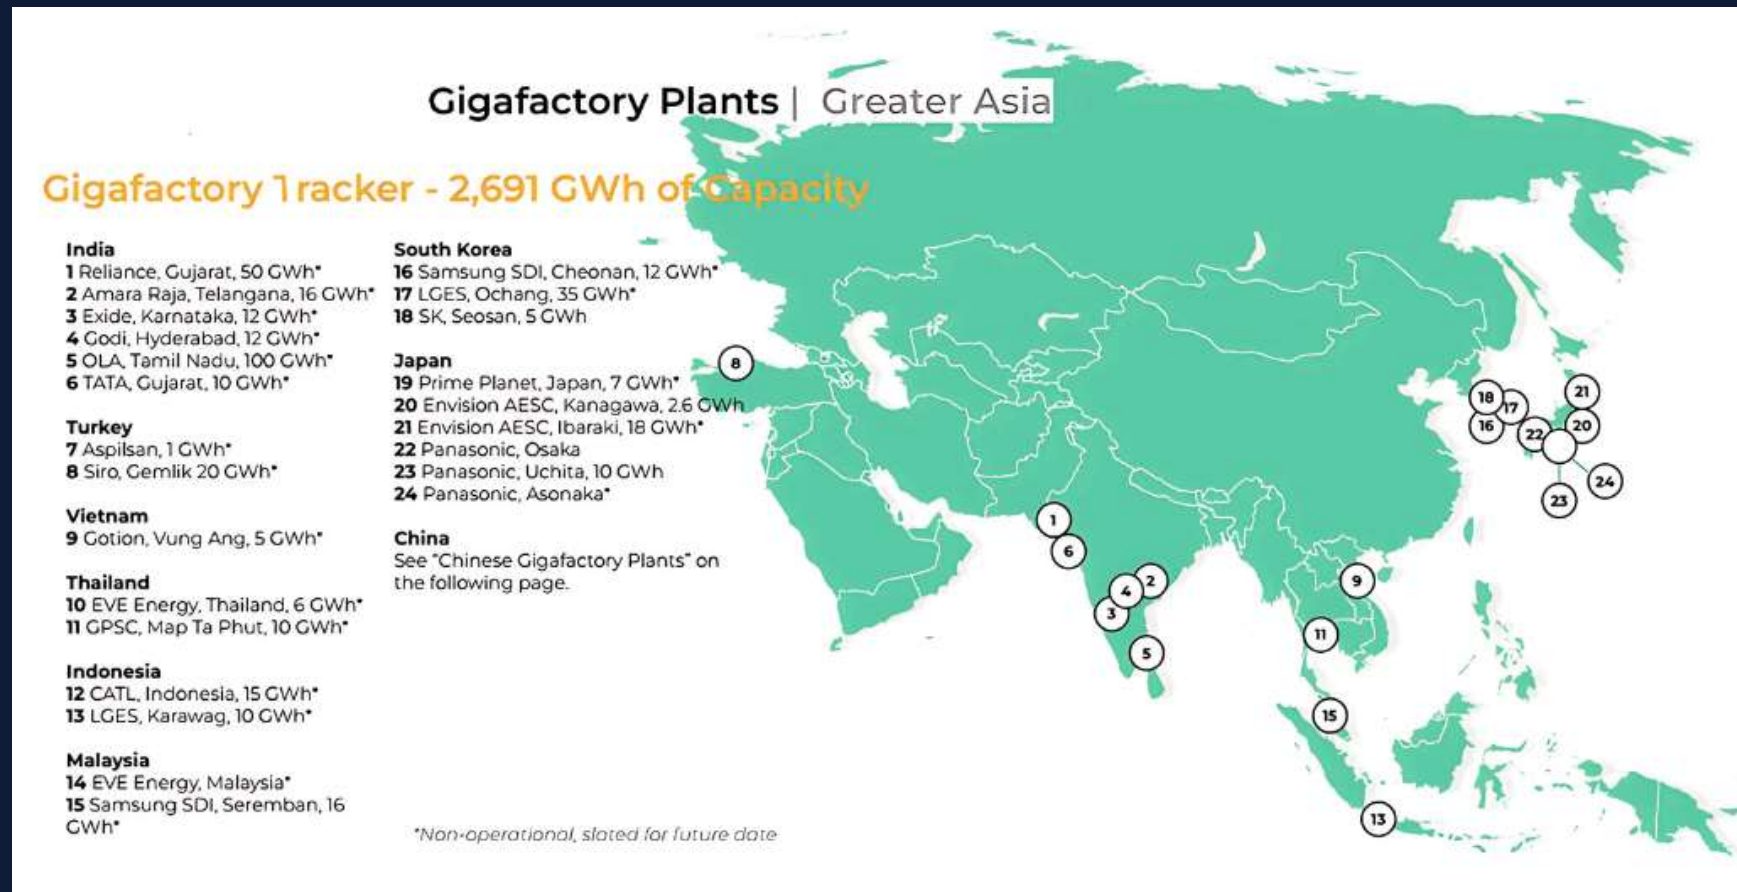 Gigafactory Plants | Greater Asia
Gigafactory 1racker - 2,691 GWh of Capacity
India
1 Reliance, Gujarat, 50 GWh*
2 Amara Raja, Telangana, 16 GWh*
3 Exide, Karnataka, 12 GWh*
4 Godi, Hyderabad, 12 GWh*
5 OLA, Tamil Nadu, 100 GWh*
6 TATA, Gujarat, 10 GWh*
Turkey
7 Aspilsan, 1 GWh*
8 Siro, Gemlik 20 GWh*
Vietnam
9 Gotion, Vung Ang, 5 GWh*
Thailand
10 EVE Energy, Thailand, 6 GWh*
11 GPSC, Map Ta Phut, 10 GWh*
Indonesia
12 CATL, Indonesia, 15 GWh*
13 LGES, Karawag, 10 GWh*
Malaysia
14 EVE Energy, Malaysia*
15 Samsung SDI, Seremban, 16
GWh*
South Korea
16 Samsung SDI, Cheonan, 12 GWh*
17 LGES, Ochang, 35 GWh*
18 SK, Seosan, 5 GWh
Japan
19 Prime Planet, Japan, 7 GWh*
20 Envision AESC, Kanagawa, 2.6 GWh
21 Envision AESC, Ibaraki, 18 GWh*
22 Panasonic, Osaka
23 Panasonic, Uchita, 10 GWh
24 Panasonic, Asonaka*
China
See "Chinese Gigafactory Plants" on
the following page.
*Non-operational, slated for future date
8
21
18
17
16
22
20
24
23
1
6
2
4
3
9
11
5
15
13